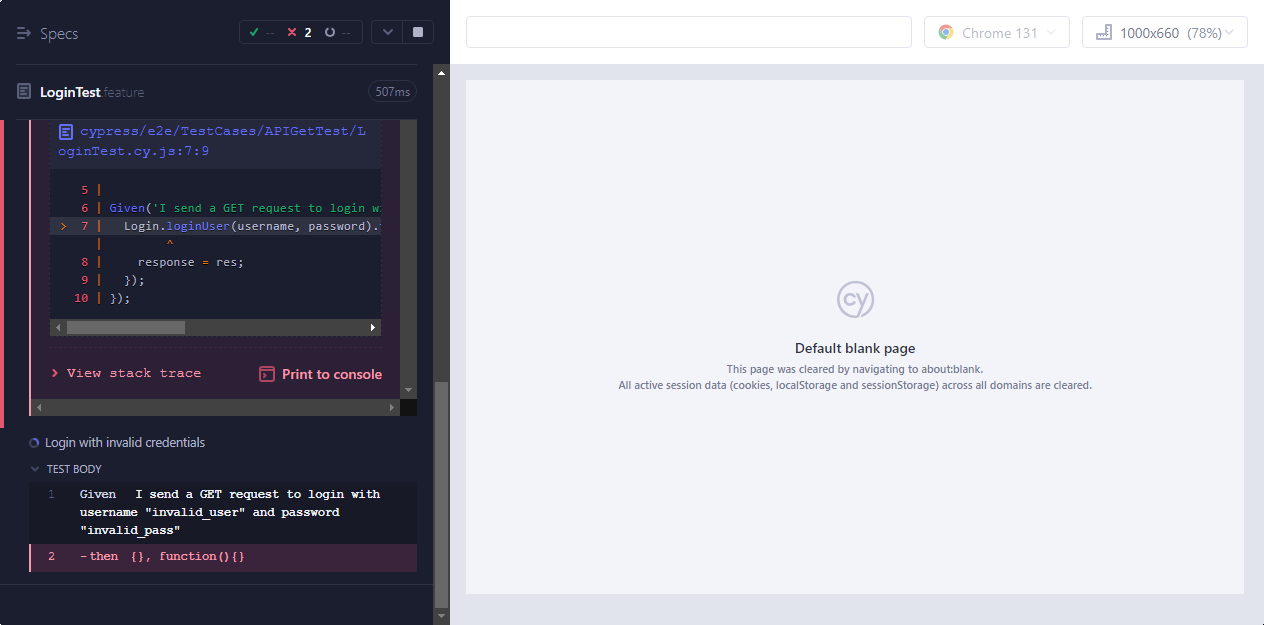 Specs
-- 2 --
Chrome 131
1000x660 (78%)
LoginTest feature
507ms
cypress/e2e/TestCases/APIGetTest/L
oginTest.cy.js:7:9
5 |
6 | Given('I send a GET request to login wi
> 7 | Login.loginUser(username, password).
| ^
8 | response = res;
9 | });
10 | });
View stack trace
Print to console
Login with invalid credentials
TEST BODY
1 Given I send a GET request to login with
username "invalid_user" and password
"invalid_pass"
2 -then {}, function(){}
cy
Default blank page
This page was cleared by navigating to about:blank.
All active session data (cookies, localStorage and sessionStorage) across all domains are cleared.